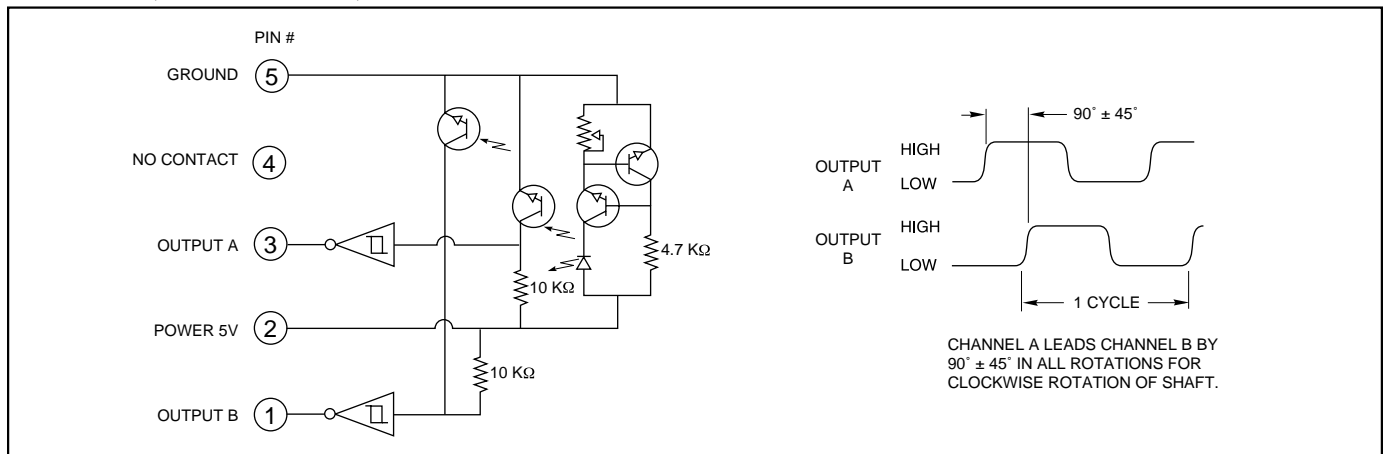 PIN #
GROUND 5
NO CONTACT 4
OUTPUT A 3
POWER 5V 2
OUTPUT B 1
4.7 KΩ
10 KΩ
10 KΩ
90˚ ± 45˚
OUTPUT
A
HIGH
LOW
OUTPUT
B
HIGH
LOW
1 CYCLE
CHANNEL A LEADS CHANNEL B BY
90˚ ± 45˚ IN ALL ROTATIONS FOR
CLOCKWISE ROTATION OF SHAFT.